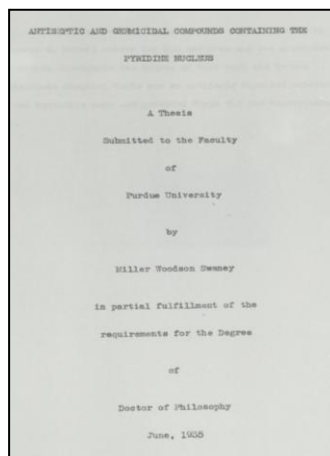 ANTISEPTIC AND GERMICIDAL COMPOUNDS CONTAINING THE
PYRIDINE NUCLEUS
A Thesis
Submitted to the Faculty
of
Purdue University
by
Miller Woodson Swaney
in partial fulfillment of the
requirements for the Degree
of
Doctor of Philosophy
June, 1935